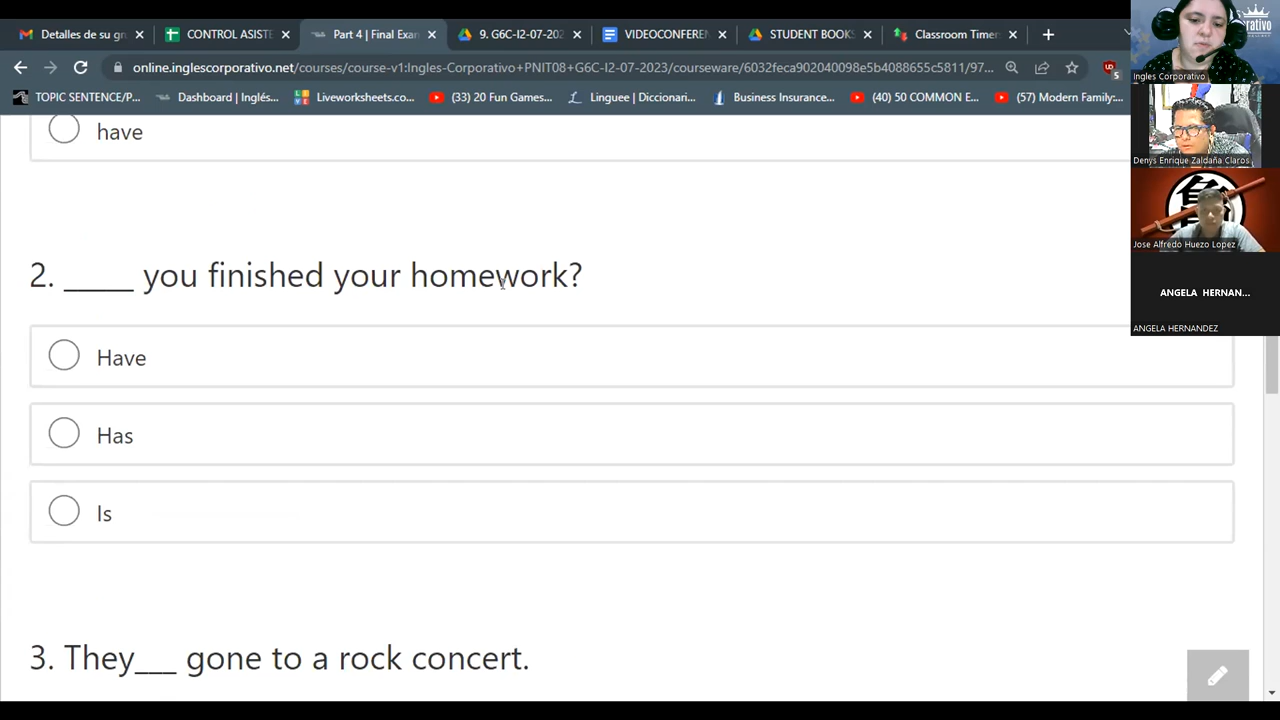 Detalles de su gn
CONTROL ASISTE
Part 4 | Final Exan
9. G6C-I2-07-202
VIDEOCONFEREN
STUDENT BOOKS
Classroom Timer
online.inglescorporativo.net/courses/course-v1:Ingles-Corporativo+PNIT08+G6C-I2-07-2023/courseware/6032feca902040098e5b4088655c5811/97...
5
TOPIC SENTENCE/P...
Dashboard | Inglés...
Liveworksheets.co...
(33) 20 Fun Games...
Linguee | Diccionari...
Business Insurance...
(40) 50 COMMON E...
(57) Modern Family:...
rativo
Ingles Corporativo
Denys Enrique Zaldaña Claros
Jose Alfredo Huezo Lopez
ANGELA HERNAN...
ANGELA HERNANDEZ
have
2. _____ you finished your homework?
Have
Has
Is
3. They___ gone to a rock concert.